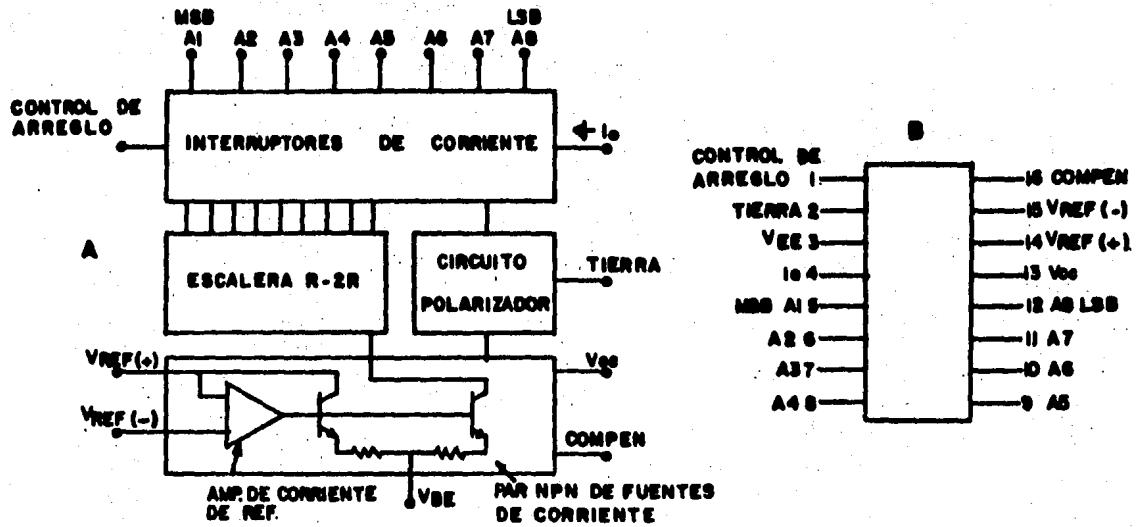 MSB LSB
A1 A2 A3 A4 A5 A6 A7 A8
CONTROL DE
ARREGLO
INTERRUPTORES DE CORRIENTE
Io
A
ESCALERA R-2R
CIRCUITO
POLARIZADOR
TIERRA
VREF(+)
VREF(-)
Vcc
COMPEN
AMP. DE CORRIENTE
DE REF.
VBE
PAR NPN DE FUENTES
DE CORRIENTE
B
CONTROL DE
ARREGLO 1
TIERRA 2
VEE 3
Io 4
MSB A1 5
A2 6
A3 7
A4 8
16 COMPEN
15 VREF(-)
14 VREF(+)
13 Vcc
12 A8 LSB
11 A7
10 A6
9 A5